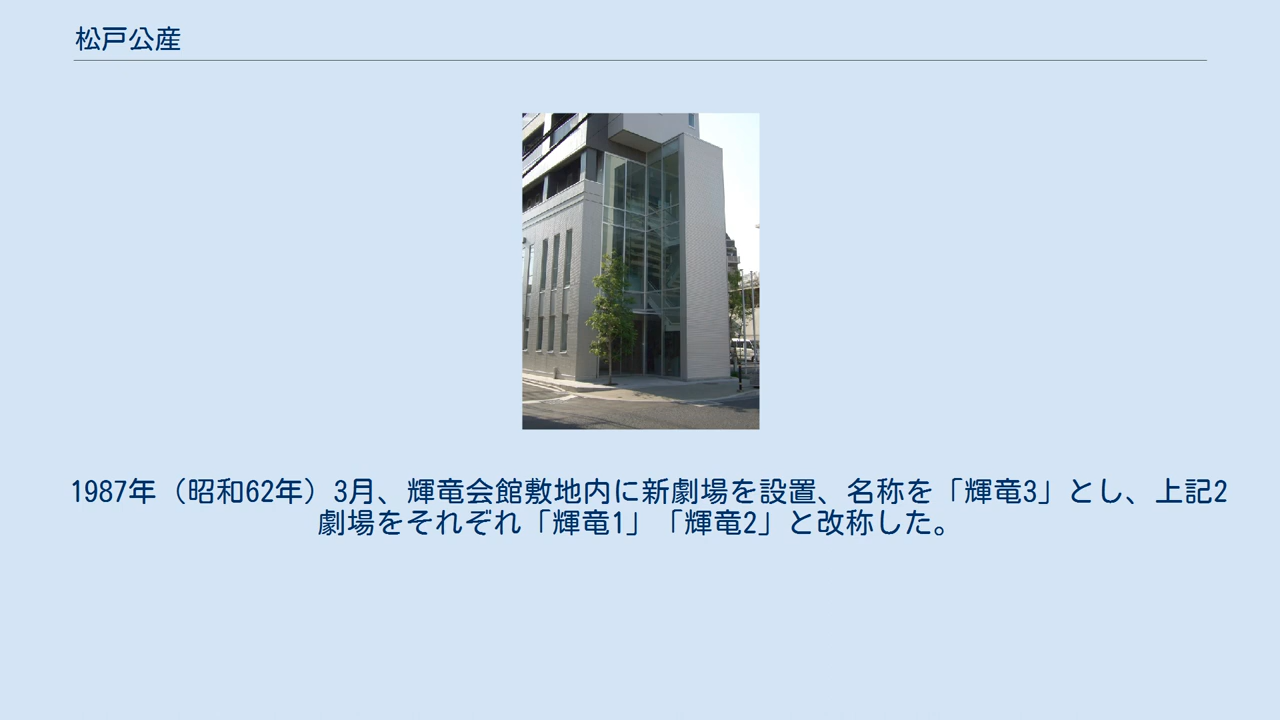 松戸公産
1987年（昭和62年）3月、輝竜会館敷地内に新劇場を設置、名称を「輝竜3」とし、上記2
劇場をそれぞれ「輝竜1」「輝竜2」と改称した。